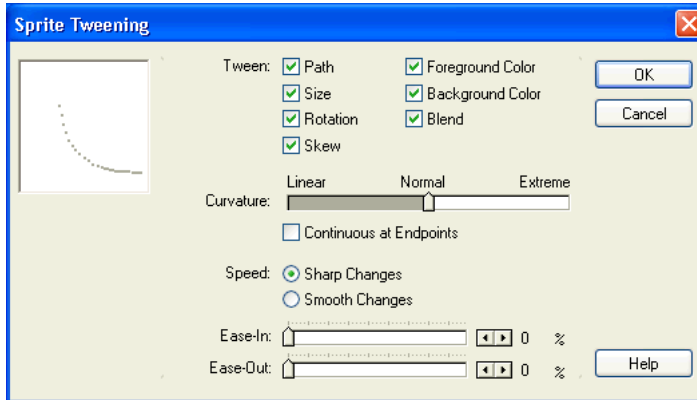 Sprite Tweening
Tween: Path Foreground Color OK
Size Background Color
Rotation Blend Cancel
Skew
Linear Normal Extreme
Curvature:
Continuous at Endpoints
Speed: Sharp Changes
Smooth Changes
Ease-In: 0 %
Ease-Out: 0 % Help